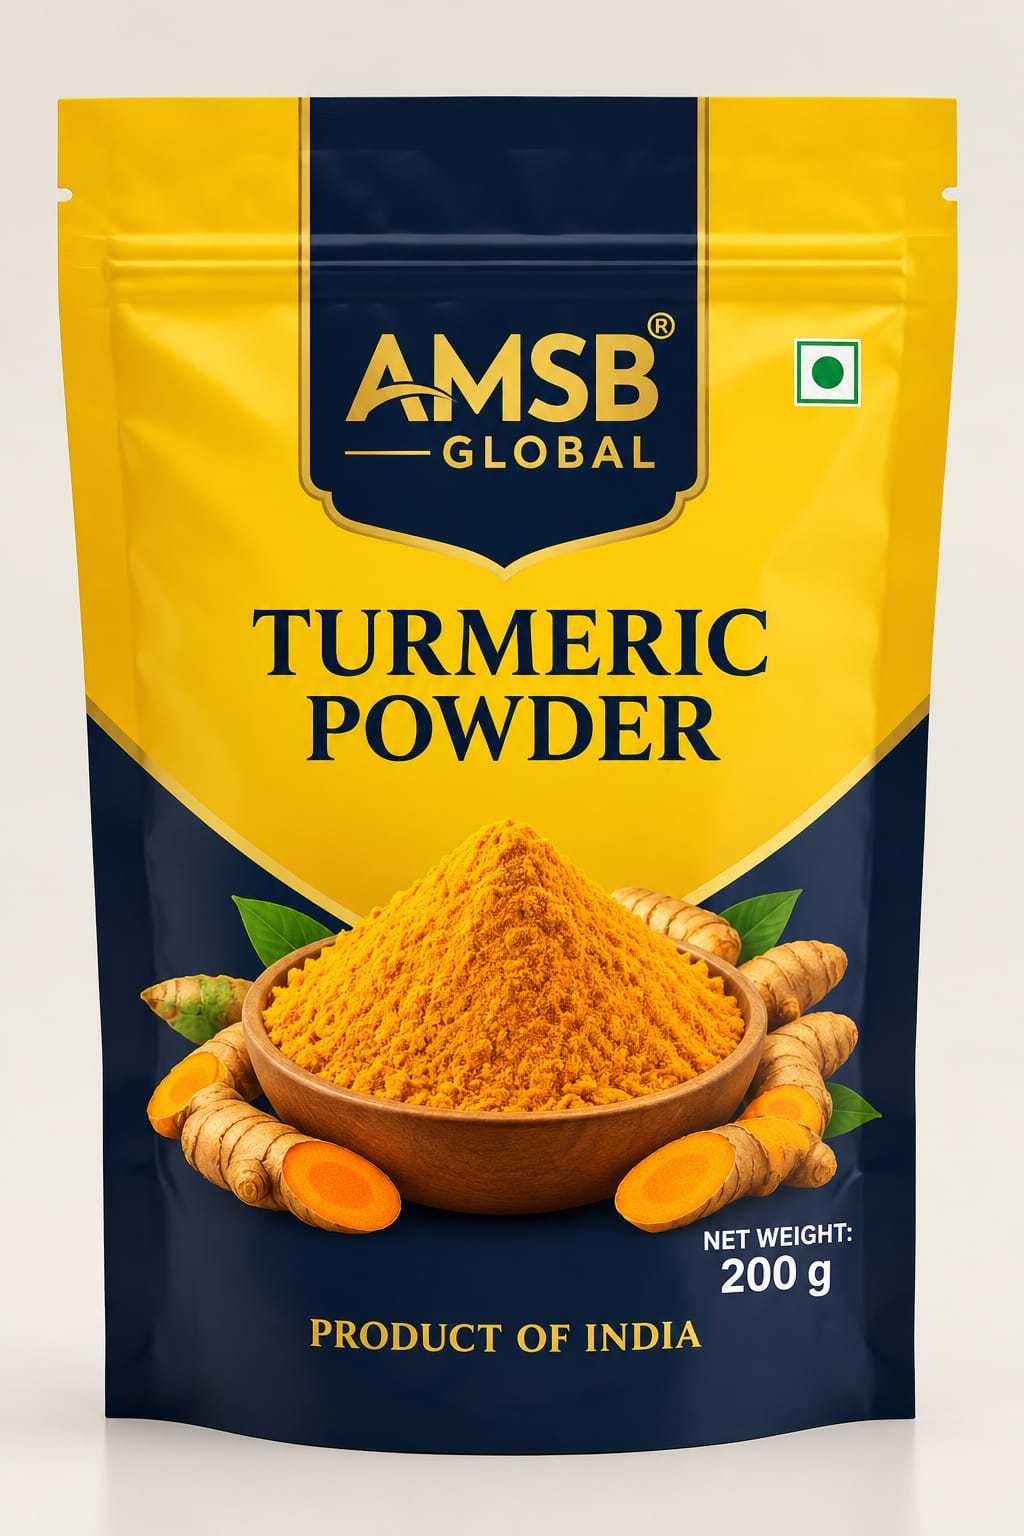 AMSB®
GLOBAL
TURMERIC
POWDER
NET WEIGHT:
200 g
PRODUCT OF INDIA